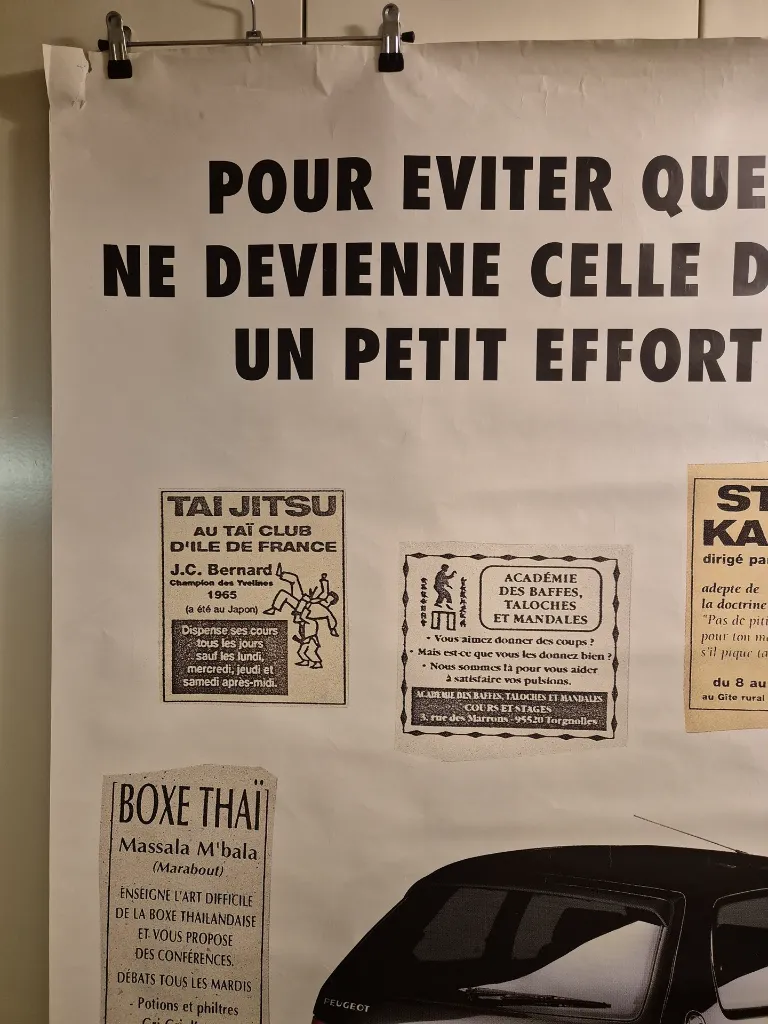 POUR EVITER QUE
NE DEVIENNE CELLE D
UN PETIT EFFORT
TAI JITSU
AU TAÏ CLUB
D'ILE DE FRANCE
J.C. Bernard
Champion des Yvelines
1965
(a été au Japon)
Dispense ses cours
tous les jours
sauf les lundi,
mercredi, jeudi et
samedi après-midi.
ACADÉMIE
DES BAFFES,
TALOCHES
ET MANDALES
• Vous aimez donner des coups ?
• Mais est-ce que vous les donnez bien ?
• Nous sommes là pour vous aider
à satisfaire vos pulsions.
ACADÉMIE DES BAFFES, TALOCHES ET MANDALES
COURS ET STAGES
3, rue des Marrons 95520 Torgnolles
ST
KA
dirigé pa
adepte de
la doctrine
"Pas de piti
pour ton m
s'il pique ta
du 8 au
au Gîte rural
BOXE THAÏ
Massala M'bala
(Marabout)
ENSEIGNE L'ART DIFFICILE
DE LA BOXE THAILANDAISE
ET VOUS PROPOSE
DES CONFÉRENCES.
DÉBATS TOUS LES MARDIS
- Potions et philtres
PEUGEOT